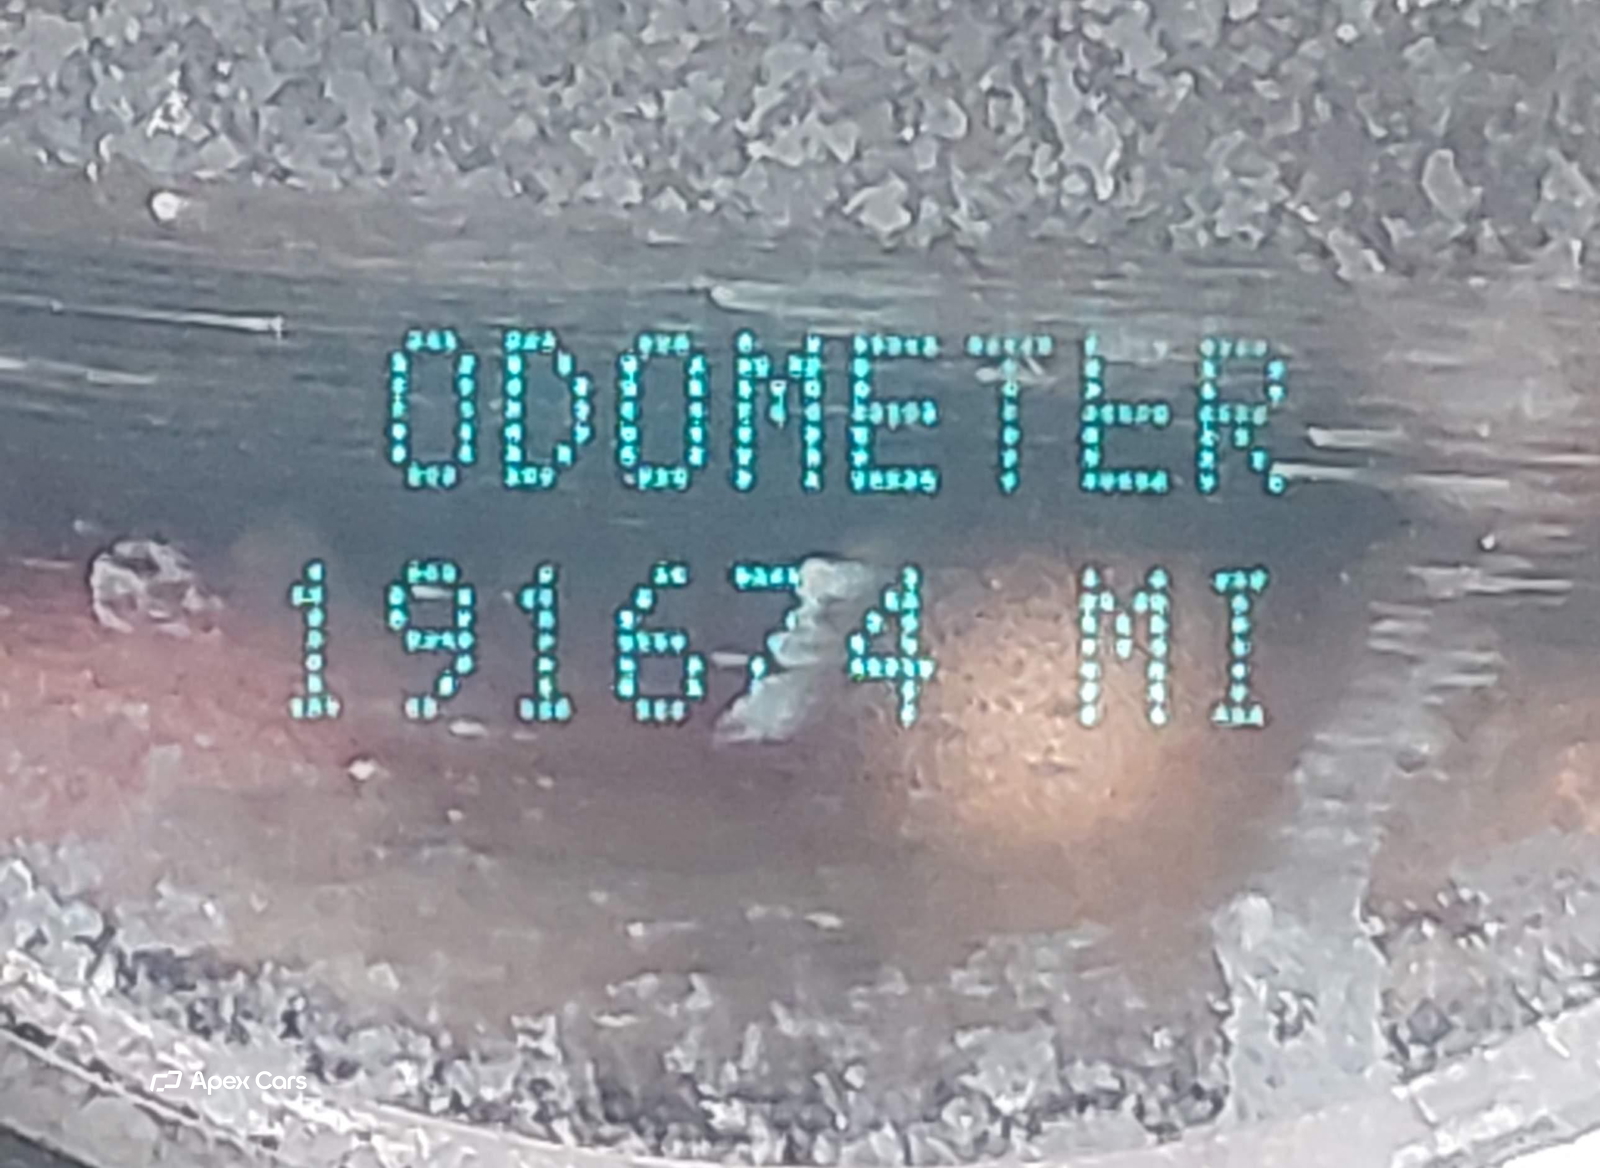 ODOMETER
191674 MI
Apex Cars